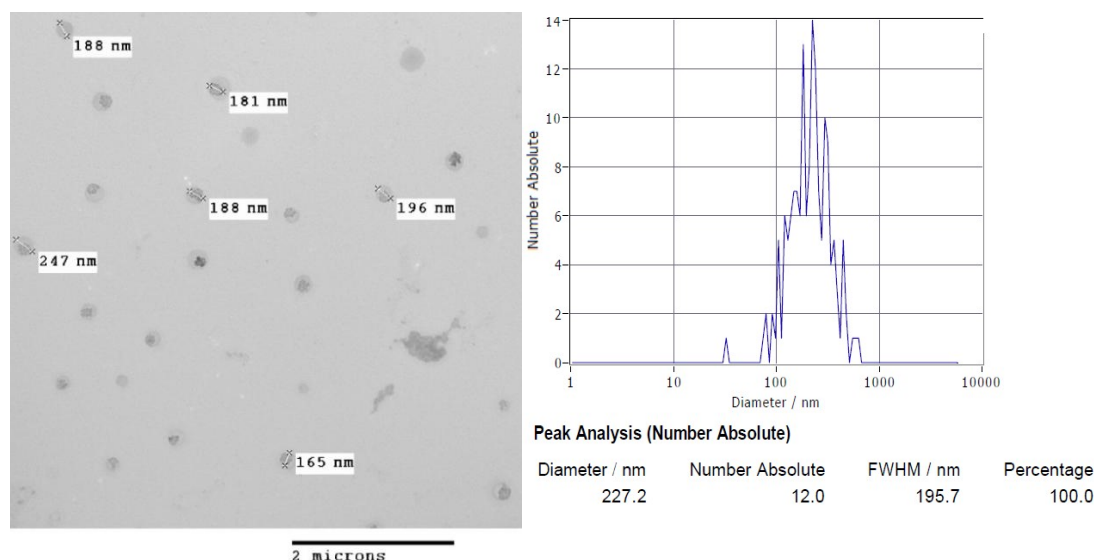 188 nm
181 nm
188 nm
196 nm
247 nm
165 nm
2 microns
14
12
10
8
6
4
2
0
Number Absolute
1 10 100 1000 10000
Diameter / nm
Peak Analysis (Number Absolute)
Diameter / nm Number Absolute FWHM / nm Percentage
227.2 12.0 195.7 100.0